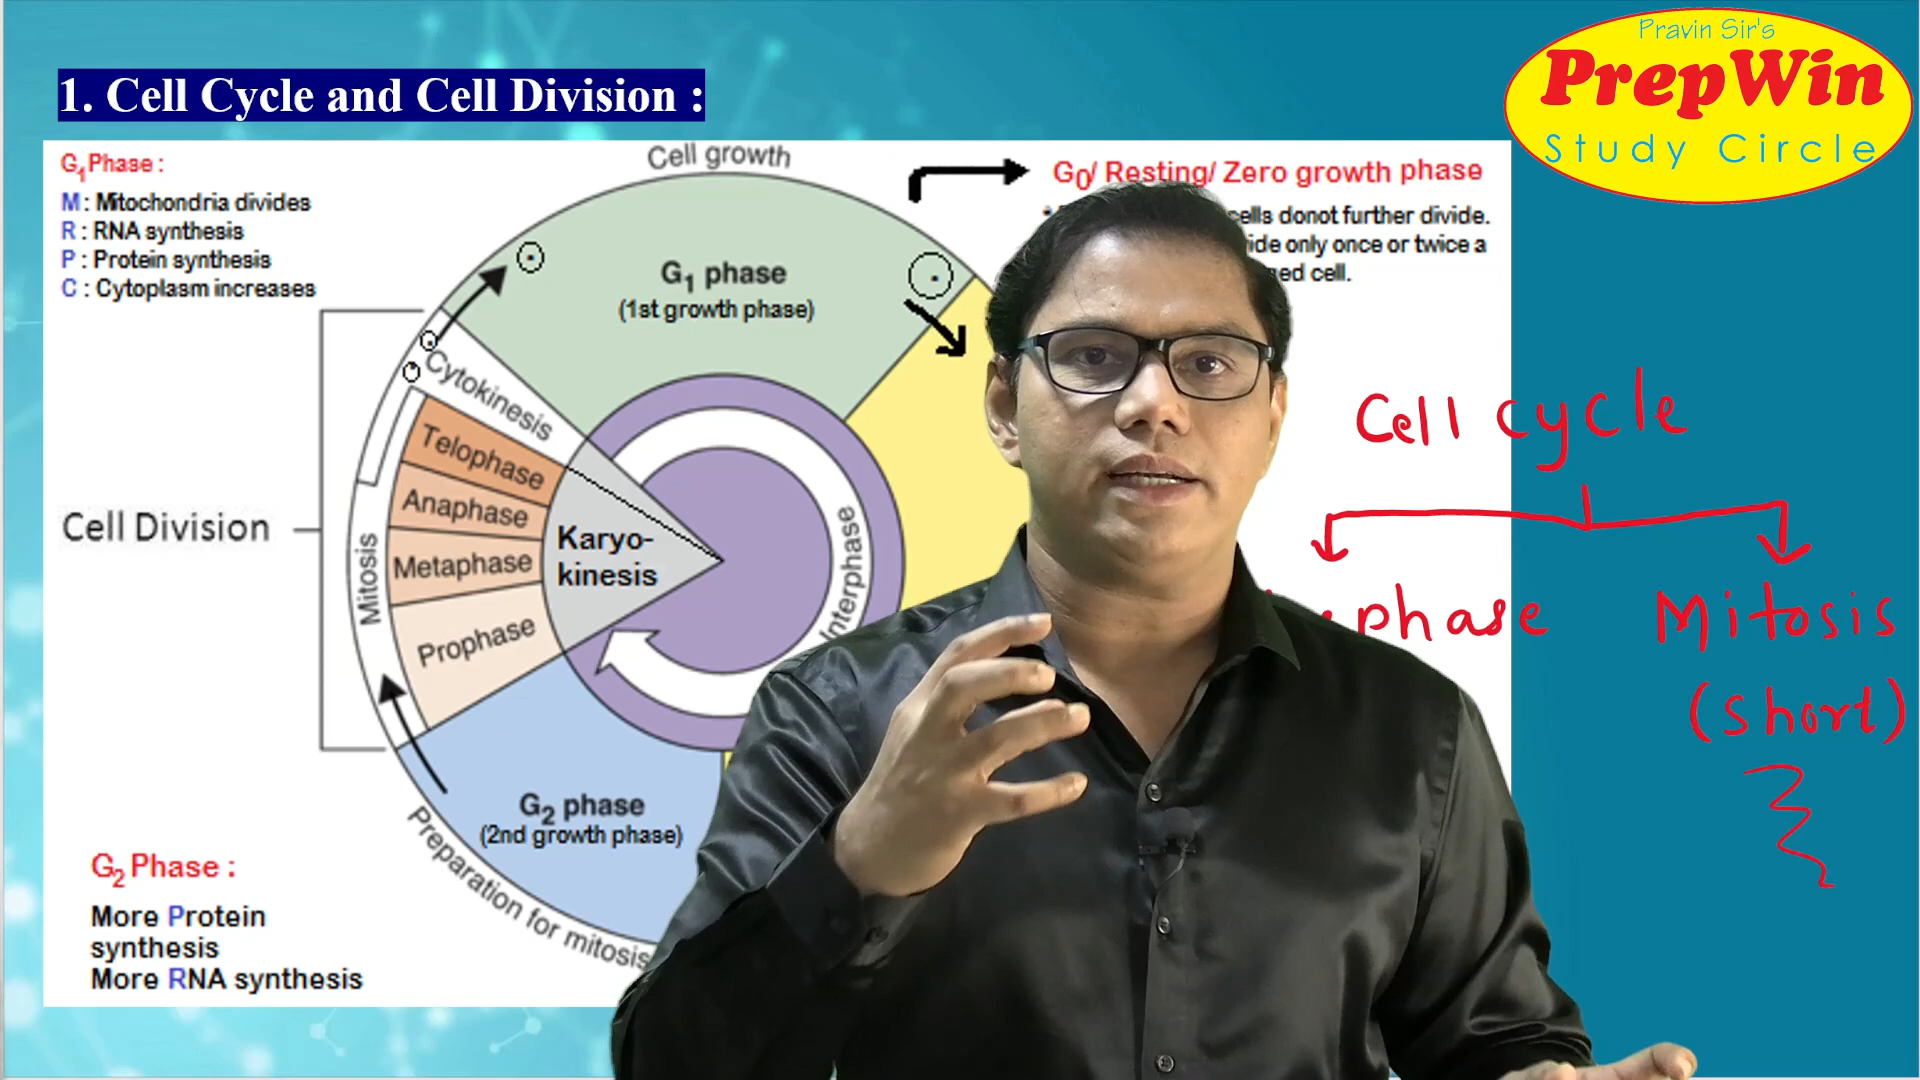 Pravin Sir's
PrepWin
Study Circle
1. Cell Cycle and Cell Division :
G1 Phase :
M : Mitochondria divides
R : RNA synthesis
P : Protein synthesis
C : Cytoplasm increases
Cell growth
G0/ Resting/ Zero growth phase
cells donot further divide.
only once or twice a
cell.
G1 phase
(1st growth phase)
Cytokinesis
Telophase
Anaphase
Metaphase
Prophase
Karyo-
kinesis
Interphase
Mitosis
Cell Division
G2 phase
(2nd growth phase)
Preparation for mitosis
G2 Phase :
More Protein
synthesis
More RNA synthesis
Cell cycle
phase Mitosis
(short)